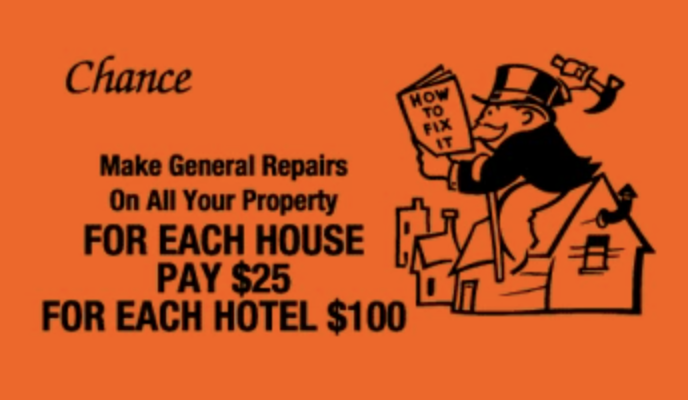 Chance
HOW
TO
FIX
IT
Make General Repairs
On All Your Property
FOR EACH HOUSE
PAY $25
FOR EACH HOTEL $100